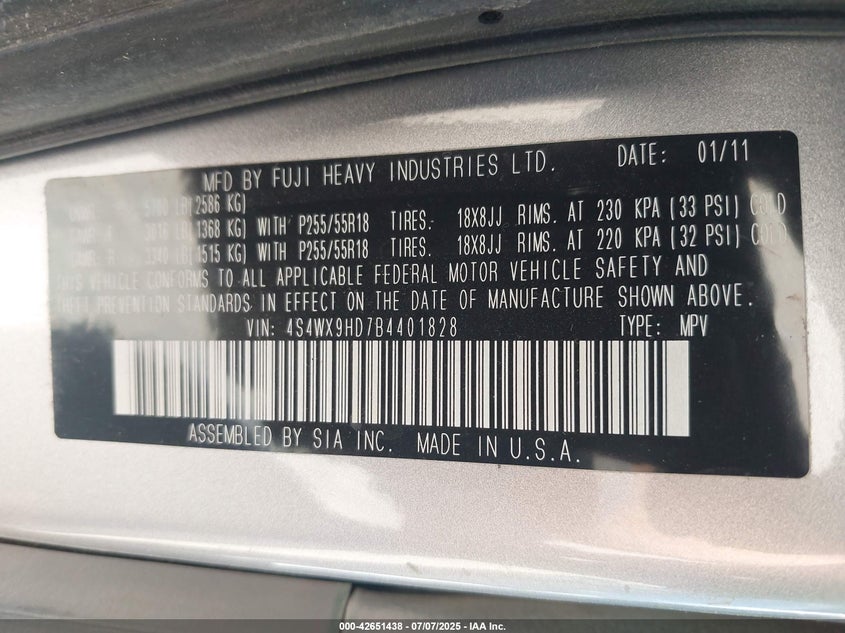 MFD BY FUJI HEAVY INDUSTRIES LTD. DATE: 01/11
GVWR 5700 LB(2586 KG)
GAWR F 3016 LB(1368 KG) WITH P255/55R18 TIRES. 18X8JJ RIMS. AT 230 KPA (33 PSI) COLD
GAWR R 3340 LB(1515 KG) WITH P255/55R18 TIRES. 18X8JJ RIMS. AT 220 KPA (32 PSI) COLD
THIS VEHICLE CONFORMS TO ALL APPLICABLE FEDERAL MOTOR VEHICLE SAFETY AND
THEFT PREVENTION STANDARDS IN EFFECT ON THE DATE OF MANUFACTURE SHOWN ABOVE.
VIN: 4S4WX9HD7B4401828 TYPE: MPV
ASSEMBLED BY SIA INC. MADE IN U.S.A.
000-42651438 - 07/07/2025 - IAA Inc.